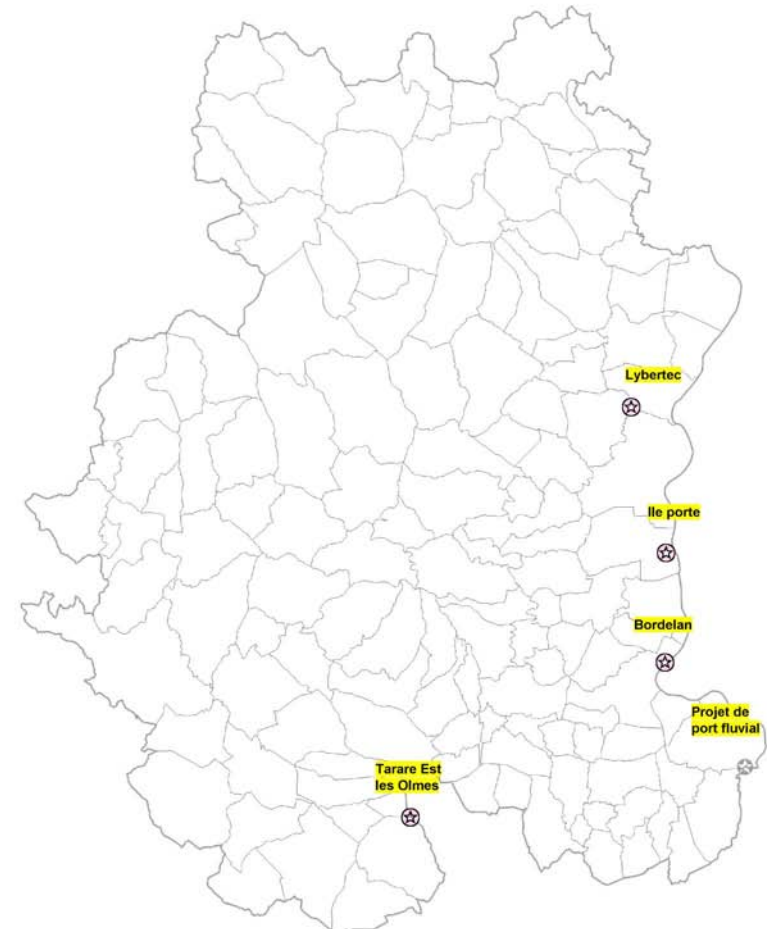 Lybertec
Ile porte
Bordelan
Projet de
port fluvial
Tarare Est
les Olmes